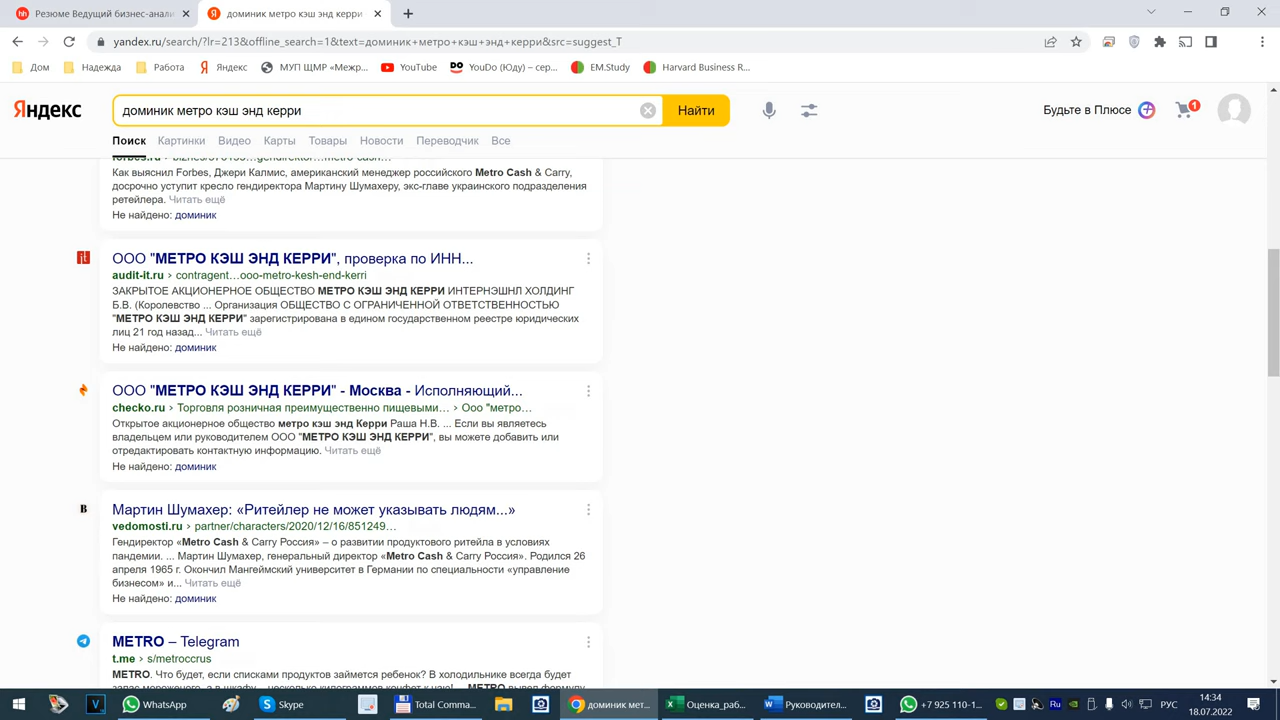 Резюме Ведущий бизнес-анали
доминик метро кэш энд керри
yandex.ru/search/?lr=213&offline_search=1&text=доминик+метро+кэш+энд+керри&src=suggest_T
Дом
Надежда
Работа
Яндекс
МУП ЩМР «Межр...
YouTube
YouDo (Юду) – сер...
EM.Study
Harvard Business R...
Яндекс
доминик метро кэш энд керри
Найти
Будьте в Плюсе
1
Поиск Картинки Видео Карты Товары Новости Переводчик Все
Как выяснил Forbes, Джери Калмис, американский менеджер российского Metro Cash & Carry,
досрочно уступит кресло гендиректора Мартину Шумахеру, экс-главе украинского подразделения
ретейлера. Читать ещё
Не найдено: доминик
ООО "МЕТРО КЭШ ЭНД КЕРРИ", проверка по ИНН...
audit-it.ru › contragent…ooo-metro-kesh-end-kerri
ЗАКРЫТОЕ АКЦИОНЕРНОЕ ОБЩЕСТВО МЕТРО КЭШ ЭНД КЕРРИ ИНТЕРНЭШНЛ ХОЛДИНГ
Б.В. (Королевство ... Организация ОБЩЕСТВО С ОГРАНИЧЕННОЙ ОТВЕТСТВЕННОСТЬЮ
"МЕТРО КЭШ ЭНД КЕРРИ" зарегистрирована в едином государственном реестре юридических
лиц 21 год назад... Читать ещё
Не найдено: доминик
ООО "МЕТРО КЭШ ЭНД КЕРРИ" - Москва - Исполняющий...
checko.ru › Торговля розничная преимущественно пищевыми… › Ооо "метро…
Открытое акционерное общество метро кэш энд Керри Раша Н.В. ... Если вы являетесь
владельцем или руководителем ООО "МЕТРО КЭШ ЭНД КЕРРИ", вы можете добавить или
отредактировать контактную информацию. Читать ещё
Не найдено: доминик
Мартин Шумахер: «Ритейлер не может указывать людям...»
vedomosti.ru › partner/characters/2020/12/16/851249…
Гендиректор «Metro Cash & Carry Россия» – о развитии продуктового ритейла в условиях
пандемии. ... Мартин Шумахер, генеральный директор «Metro Cash & Carry Россия». Родился 26
апреля 1965 г. Окончил Мангеймский университет в Германии по специальности «управление
бизнесом» и... Читать ещё
Не найдено: доминик
METRO – Telegram
t.me › s/metroccrus
METRO. Что будет, если списками продуктов займется ребенок? В холодильнике всегда будет
WhatsApp
Skype
Total Comma...
доминик мет...
Оценка_раб...
Руководител...
+7 925 110-1...
РУС
14:34
18.07.2022